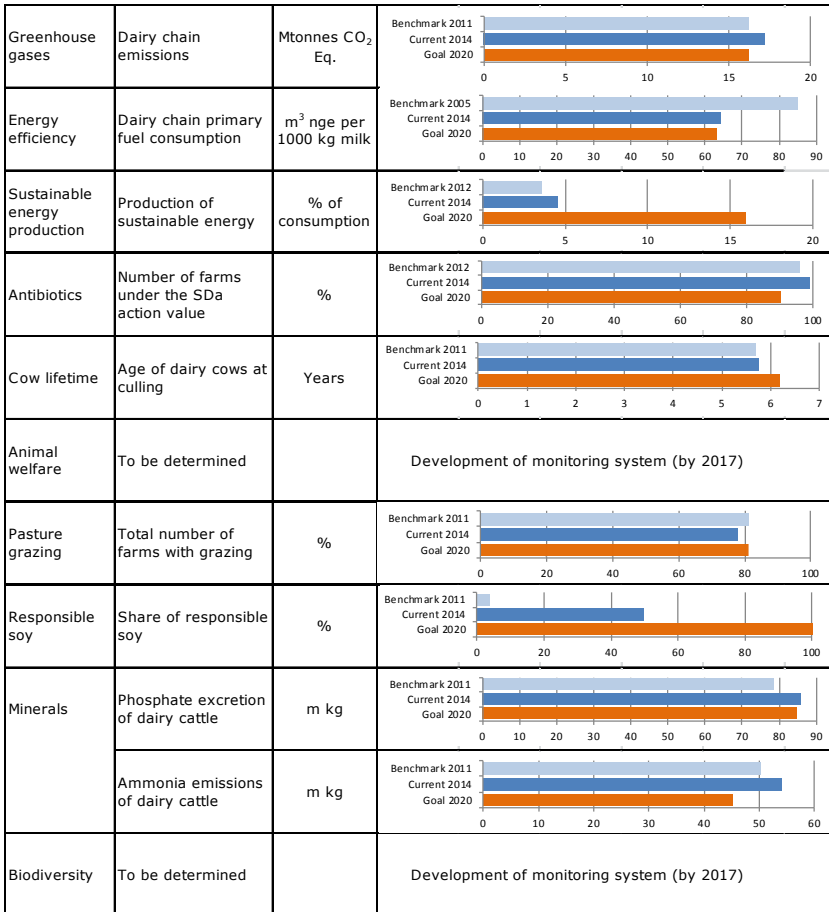 Greenhouse
gases
Dairy chain
emissions
Mtonnes CO₂
Eq.
Benchmark 2011
Current 2014
Goal 2020
0 5 10 15 20
Energy
efficiency
Dairy chain primary
fuel consumption
m³ nge per
1000 kg milk
Benchmark 2005
Current 2014
Goal 2020
0 10 20 30 40 50 60 70 80 90
Sustainable
energy
production
Production of
sustainable energy
% of
consumption
Benchmark 2012
Current 2014
Goal 2020
0 5 10 15 20
Antibiotics
Number of farms
under the SDa
action value
%
Benchmark 2012
Current 2014
Goal 2020
0 20 40 60 80 100
Cow lifetime
Age of dairy cows at
culling
Years
Benchmark 2011
Current 2014
Goal 2020
0 1 2 3 4 5 6 7
Animal
welfare
To be determined
Development of monitoring system (by 2017)
Pasture
grazing
Total number of
farms with grazing
%
Benchmark 2011
Current 2014
Goal 2020
0 20 40 60 80 100
Responsible
soy
Share of responsible
soy
%
Benchmark 2011
Current 2014
Goal 2020
0 20 40 60 80 100
Minerals
Phosphate excretion
of dairy cattle
m kg
Benchmark 2011
Current 2014
Goal 2020
0 10 20 30 40 50 60 70 80 90
Ammonia emissions
of dairy cattle
m kg
Benchmark 2011
Current 2014
Goal 2020
0 10 20 30 40 50 60
Biodiversity
To be determined
Development of monitoring system (by 2017)